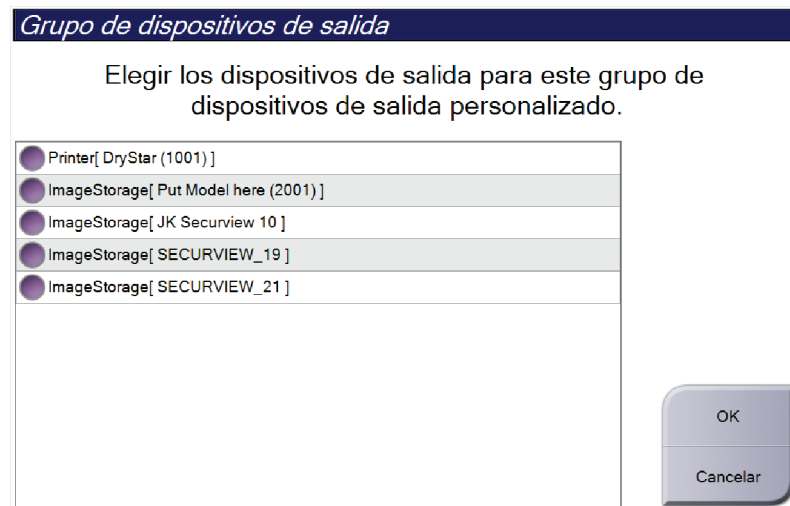 Grupo de dispositivos de salida
Elegir los dispositivos de salida para este grupo de
dispositivos de salida personalizado.
Printer[ DryStar (1001) ]
ImageStorage[ Put Model here (2001) ]
ImageStorage[ JK Securview 10 ]
ImageStorage[ SECURVIEW_19 ]
ImageStorage[ SECURVIEW_21 ]
OK
Cancelar